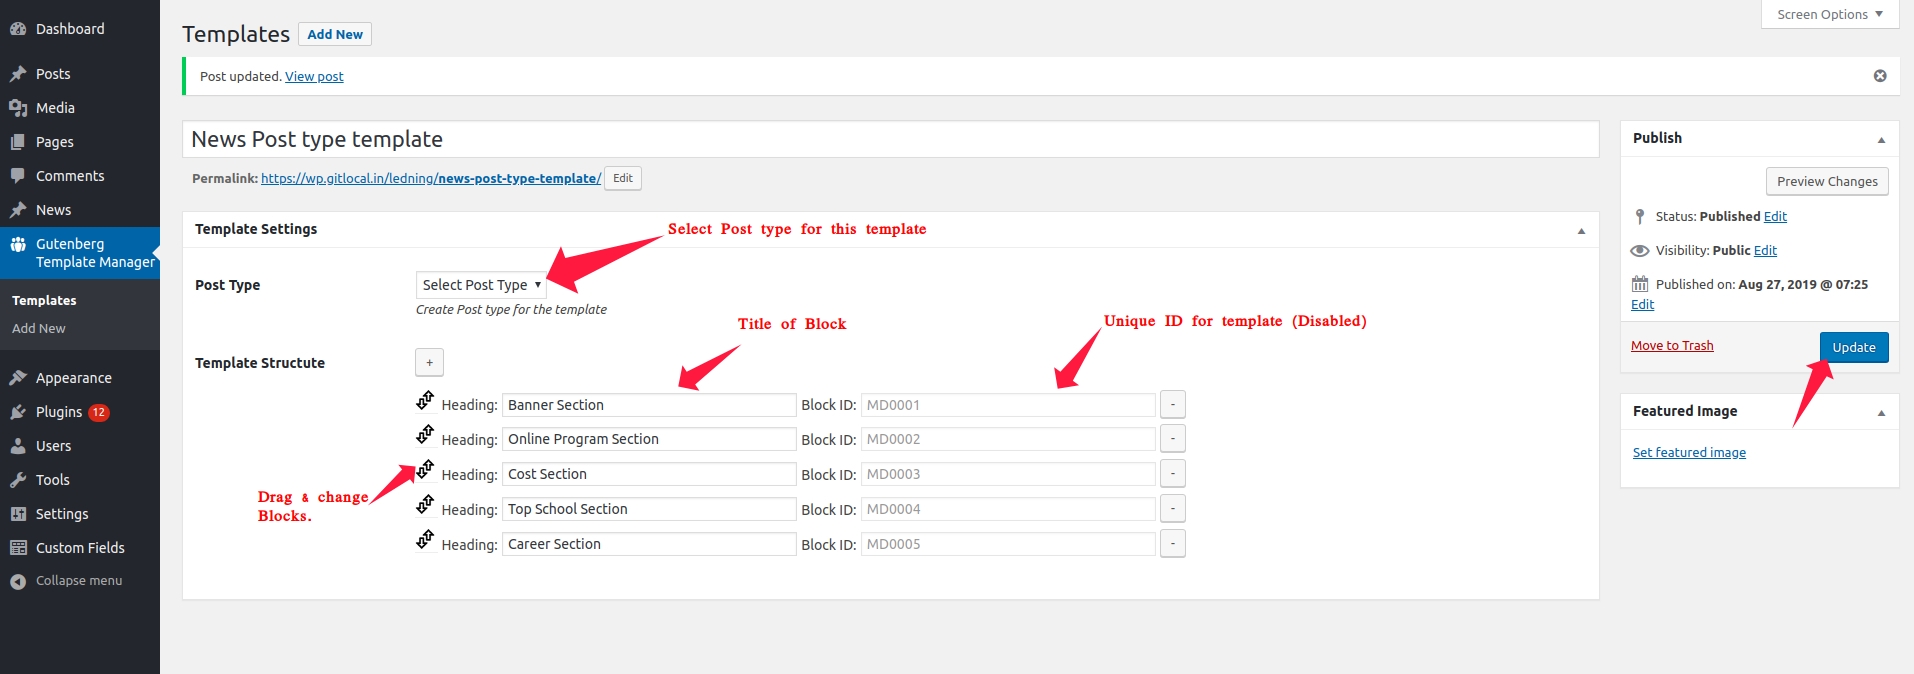 Dashboard
Posts
Media
Pages
Comments
News
Gutenberg
Template Manager
Templates
Add New
Appearance
Plugins 12
Users
Tools
Settings
Custom Fields
Collapse menu
Screen Options
Templates Add New
Post updated. View post
News Post type template
Permalink: https://wp.gitlocal.in/ledning/news-post-type-template/ Edit
Template Settings
Select Post type for this template
Post Type Select Post Type
Create Post type for the template
Title of Block
Unique ID for template (Disabled)
Template Structute +
Heading: Banner Section Block ID: MD0001 -
Heading: Online Program Section Block ID: MD0002 -
Heading: Cost Section Block ID: MD0003 -
Drag & change
Blocks.
Heading: Top School Section Block ID: MD0004 -
Heading: Career Section Block ID: MD0005 -
Publish
Preview Changes
Status: Published Edit
Visibility: Public Edit
Published on: Aug 27, 2019 @ 07:25
Edit
Move to Trash Update
Featured Image
Set featured image